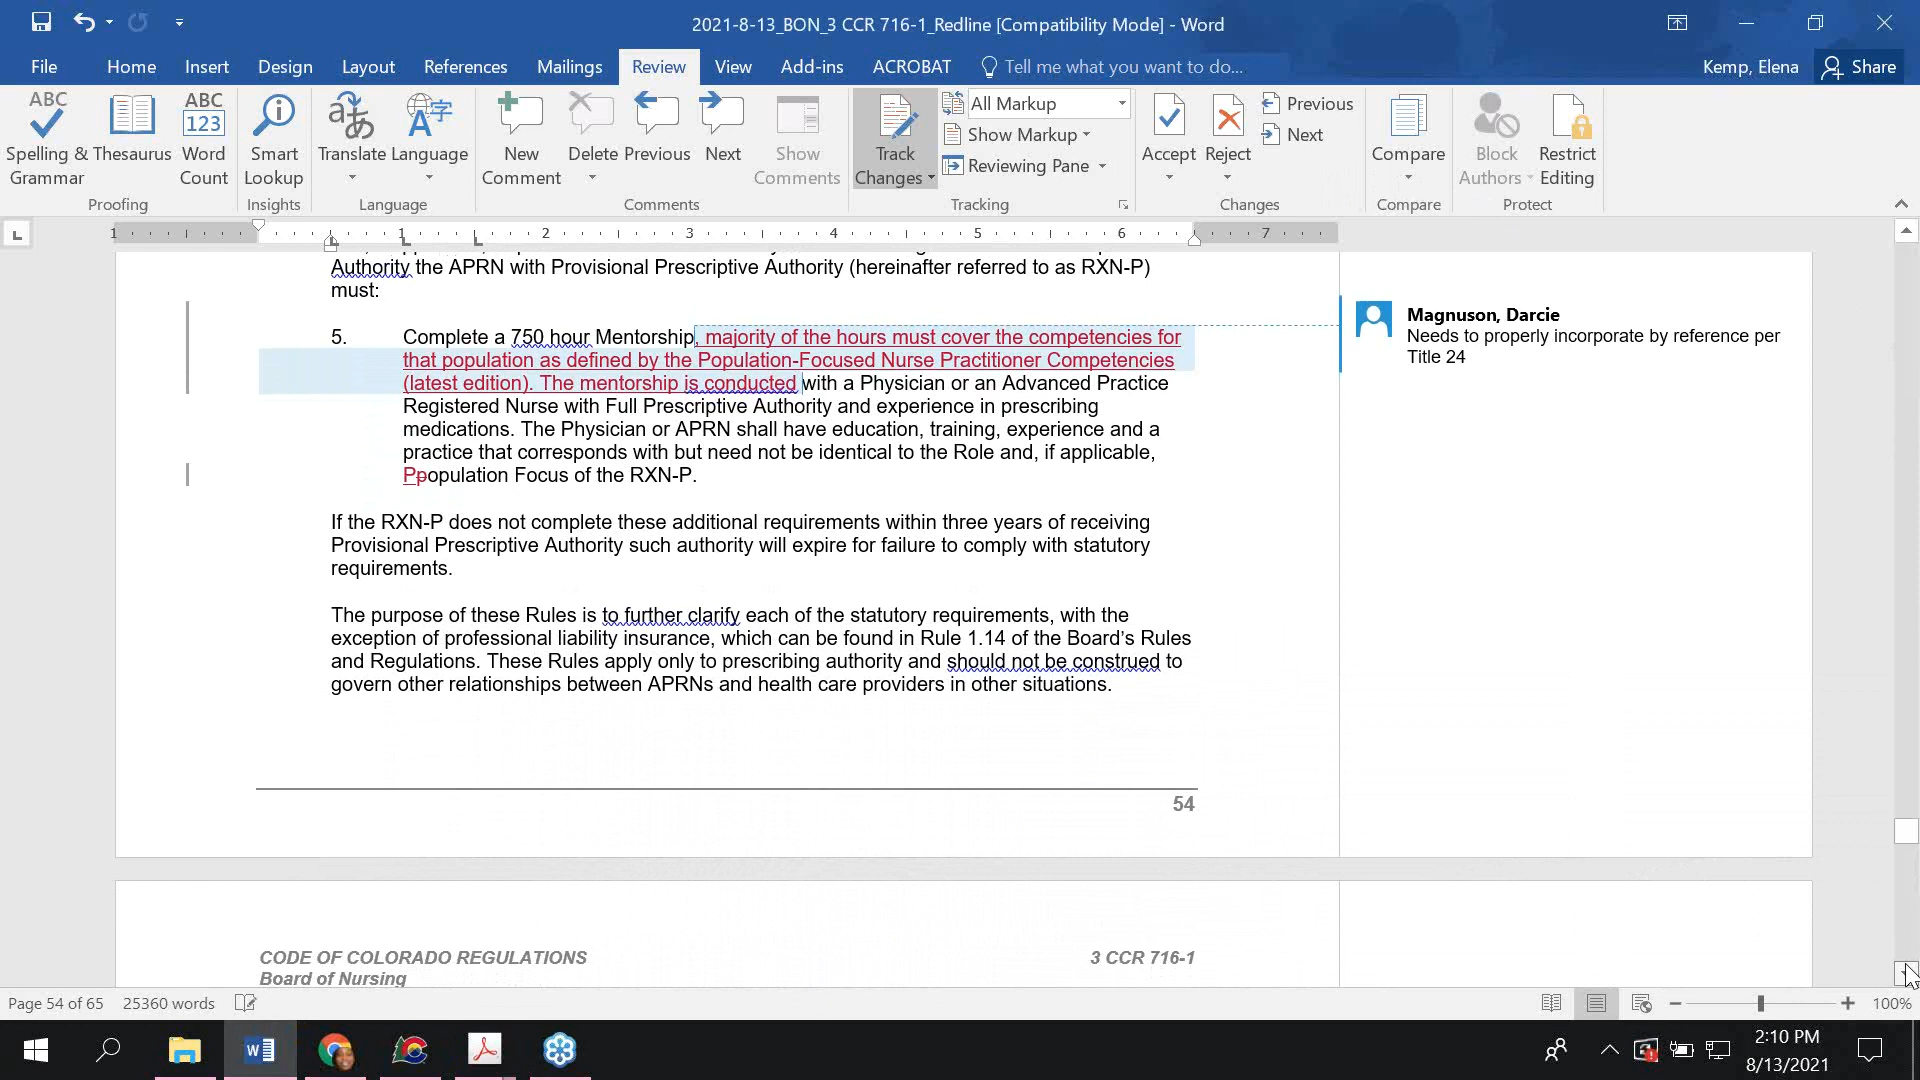 2021-8-13_BON_3 CCR 716-1_Redline [Compatibility Mode] - Word
File Home Insert Design Layout References Mailings Review View Add-ins ACROBAT Tell me what you want to do... Kemp, Elena Share
Spelling & Grammar
Thesaurus
ABC 123 Word Count
Smart Lookup
Translate
Language
New Comment
Delete
Previous
Next
Show Comments
Track Changes
All Markup
Show Markup
Reviewing Pane
Accept
Reject
Previous
Next
Compare
Block Authors
Restrict Editing
Proofing Insights Language Comments Tracking Changes Compare Protect
1 1 2 3 4 5 6 7
Authority the APRN with Provisional Prescriptive Authority (hereinafter referred to as RXN-P)
must:
5. Complete a 750 hour Mentorship, majority of the hours must cover the competencies for
that population as defined by the Population-Focused Nurse Practitioner Competencies
(latest edition). The mentorship is conducted with a Physician or an Advanced Practice
Registered Nurse with Full Prescriptive Authority and experience in prescribing
medications. The Physician or APRN shall have education, training, experience and a
practice that corresponds with but need not be identical to the Role and, if applicable,
Ppopulation Focus of the RXN-P.
If the RXN-P does not complete these additional requirements within three years of receiving
Provisional Prescriptive Authority such authority will expire for failure to comply with statutory
requirements.
The purpose of these Rules is to further clarify each of the statutory requirements, with the
exception of professional liability insurance, which can be found in Rule 1.14 of the Board's Rules
and Regulations. These Rules apply only to prescribing authority and should not be construed to
govern other relationships between APRNs and health care providers in other situations.
54
Magnuson, Darcie
Needs to properly incorporate by reference per
Title 24
CODE OF COLORADO REGULATIONS 3 CCR 716-1
Board of Nursing
Page 54 of 65 25360 words 100%
2:10 PM
8/13/2021